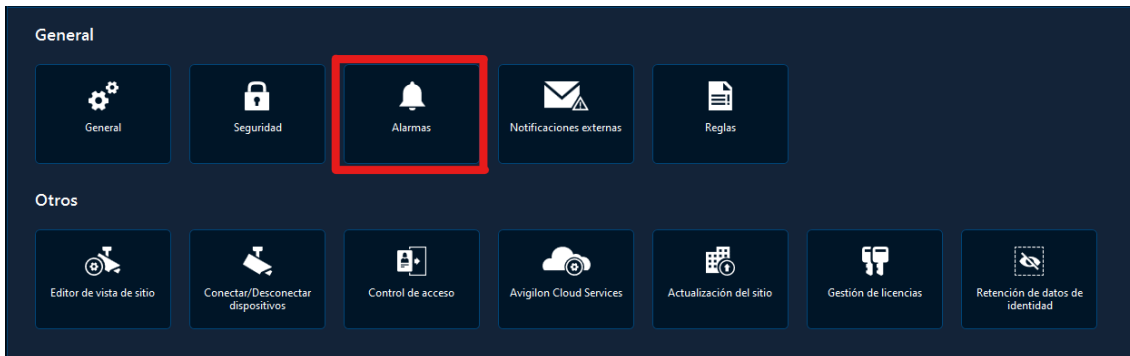 General
General
Seguridad
Alarmas
Notificaciones externas
Reglas
Otros
Editor de vista de sitio
Conectar/Desconectar
dispositivos
Control de acceso
Avigilon Cloud Services
Actualización del sitio
Gestión de licencias
Retención de datos de
identidad